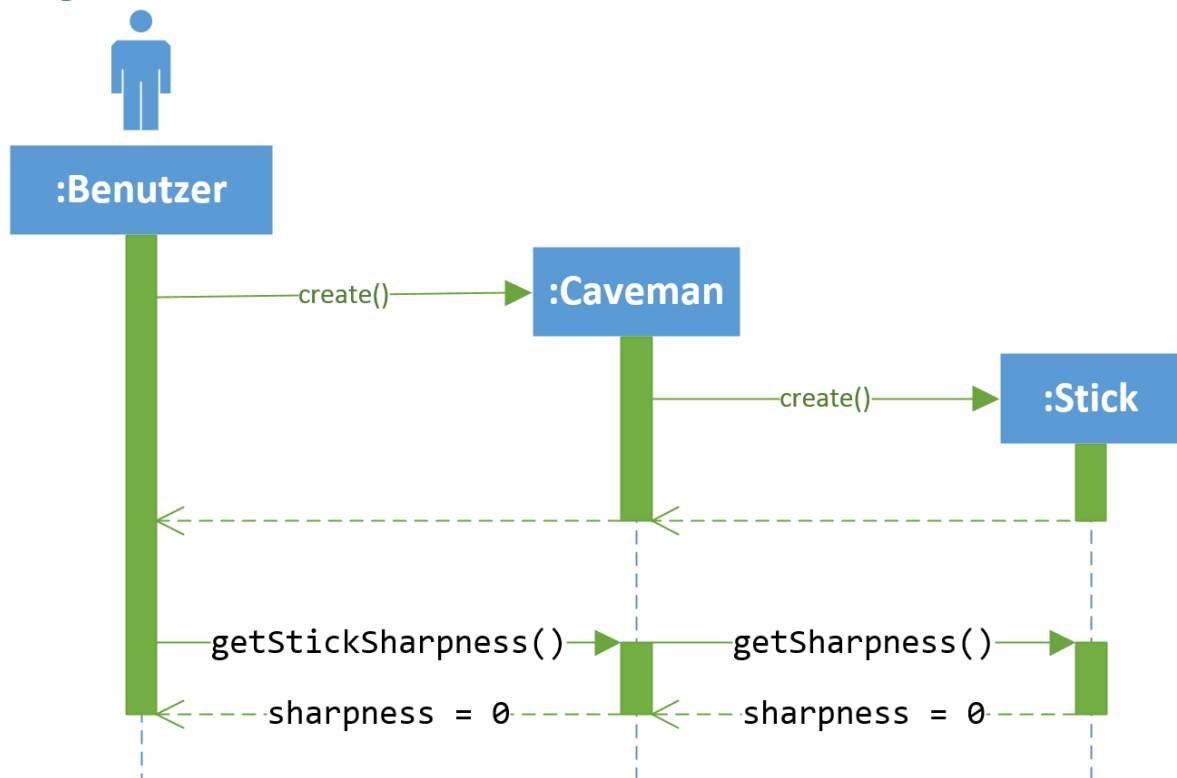 :Benutzer
create()
:Caveman
create()
:Stick
getStickSharpness()
getSharpness()
sharpness = 0
sharpness = 0